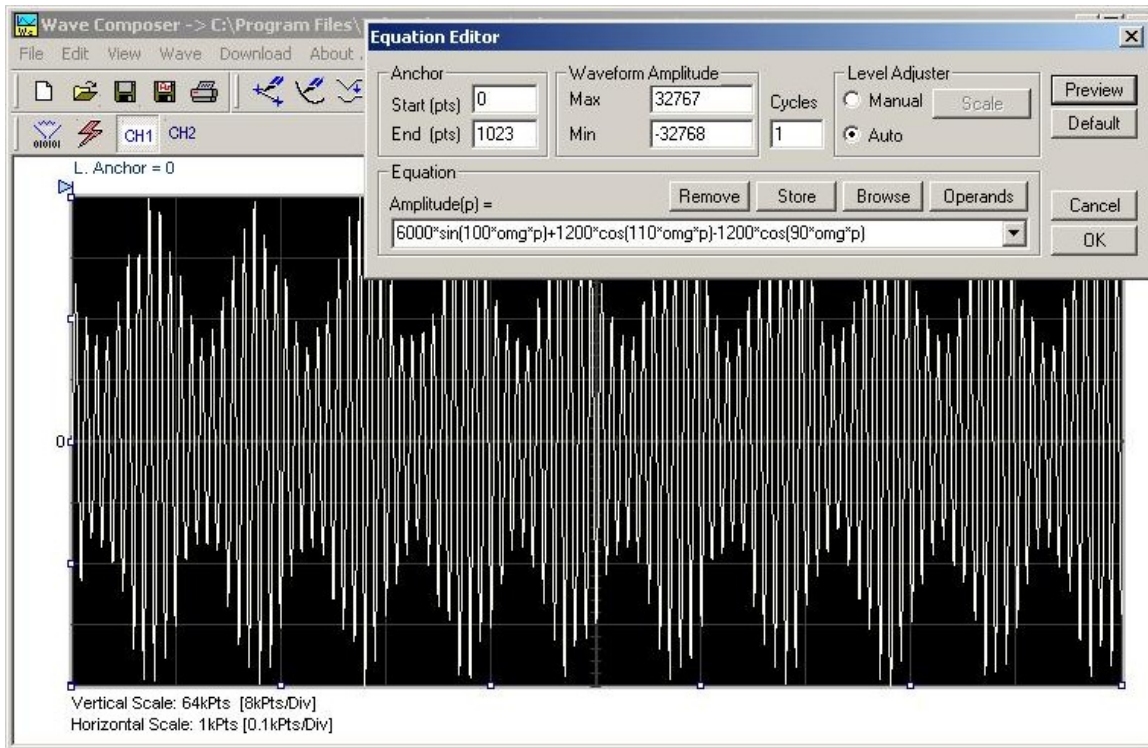 Wave Composer -> C:\Program Files\
File Edit View Wave Download About
CH1 CH2
L. Anchor = 0
0
Vertical Scale: 64kPts [8kPts/Div]
Horizontal Scale: 1kPts [0.1kPts/Div]
Equation Editor
Anchor
Start (pts) 0
End (pts) 1023
Waveform Amplitude
Max 32767
Min -32768
Cycles
1
Level Adjuster
Manual Scale
Auto
Preview
Default
Equation
Remove Store Browse Operands
Amplitude(p) =
6000*sin(100*omg*p)+1200*cos(110*omg*p)-1200*cos(90*omg*p)
Cancel
OK